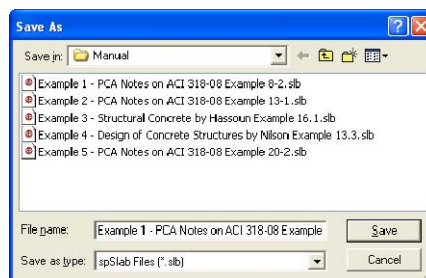 Save As
Save in: Manual
Example 1 - PCA Notes on ACI 318-08 Example 8-2.slb
Example 2 - PCA Notes on ACI 318-08 Example 13-1.slb
Example 3 - Structural Concrete by Hassoun Example 16.1.slb
Example 4 - Design of Concrete Structures by Nilson Example 13.3.slb
Example 5 - PCA Notes on ACI 318-08 Example 20-2.slb
File name: Example 1 - PCA Notes on ACI 318-08 Example Save
Save as type: spSlab Files (*.slb) Cancel